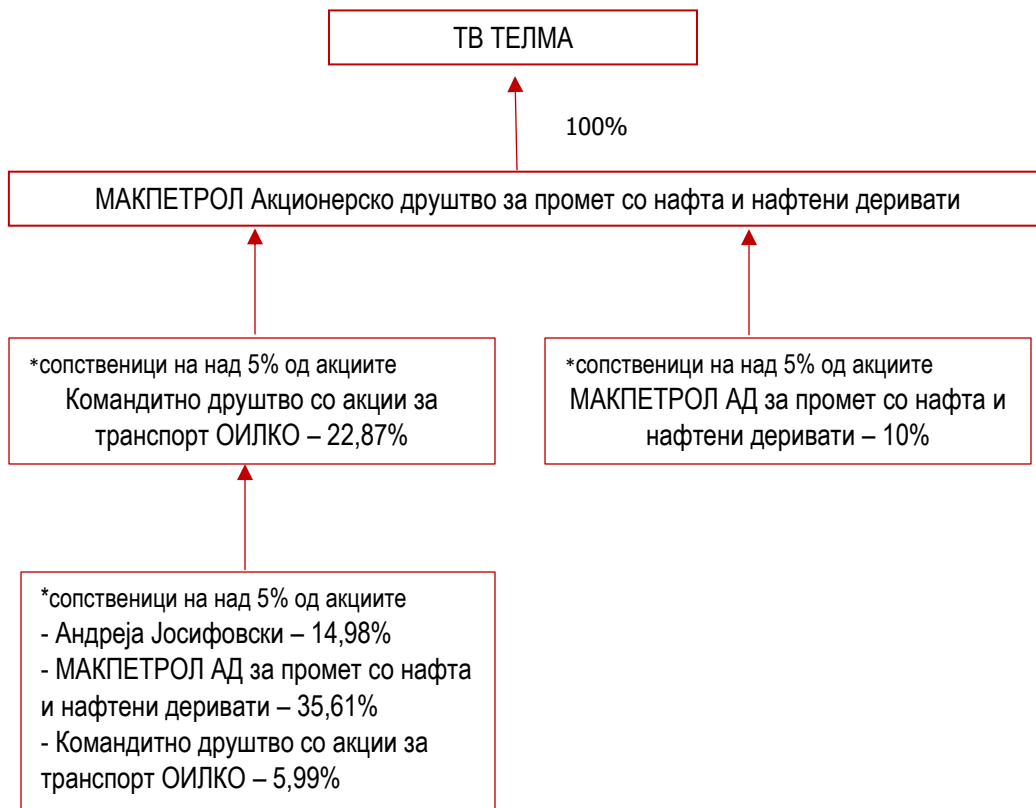 ТВ ТЕЛМА
100%
МАКПЕТРОЛ Акционерско друштво за промет со нафта и нафтени деривати
*сопственици на над 5% од акциите
Командитно друштво со акции за
транспорт ОИЛКО – 22,87%
*сопственици на над 5% од акциите
МАКПЕТРОЛ АД за промет со нафта и
нафтени деривати – 10%
*сопственици на над 5% од акциите
- Андреја Јосифовски – 14,98%
- МАКПЕТРОЛ АД за промет со нафта
и нафтени деривати – 35,61%
- Командитно друштво со акции за
транспорт ОИЛКО – 5,99%